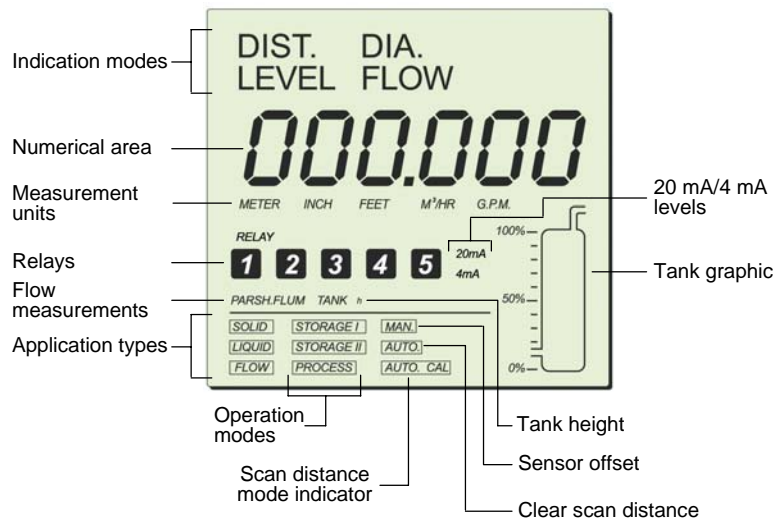 Indication modes
DIST. DIA.
LEVEL FLOW
Numerical area
000.000
Measurement
units
METER INCH FEET M³/HR G.P.M.
20 mA/4 mA
levels
RELAY
Relays
1 2 3 4 5
20mA
4mA
100%
50%
0%
Tank graphic
Flow
measurements
PARSH.FLUM TANK h
Application types
SOLID STORAGE I MAN.
LIQUID STORAGE II AUTO.
FLOW PROCESS AUTO. CAL
Operation
modes
Tank height
Scan distance
mode indicator
Sensor offset
Clear scan distance